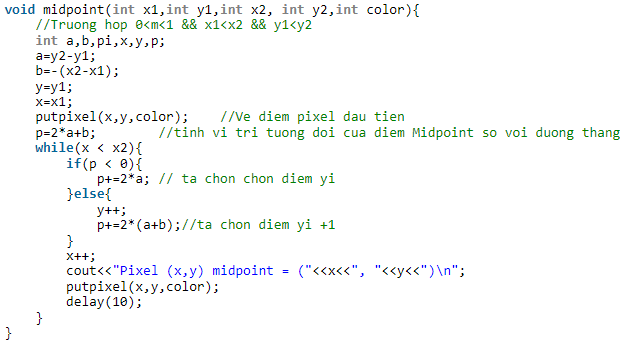 void midpoint(int x1,int y1,int x2, int y2,int color){
    //Truong hop 0<m<1 && x1<x2 && y1<y2
    int a,b,pi,x,y,p;
    a=y2-y1;
    b=-(x2-x1);
    y=y1;
    x=x1;
    putpixel(x,y,color);    //Ve diem pixel dau tien
    p=2*a+b;        //tinh vi tri tuong doi cua diem Midpoint so voi duong thang
    while(x < x2){
        if(p < 0){
            p+=2*a; // ta chon chon diem yi
        }else{
            y++;
            p+=2*(a+b);//ta chon diem yi +1
        }
        x++;
        cout<<"Pixel (x,y) midpoint = ("<<x<<", "<<y<<")\n";
        putpixel(x,y,color);
        delay(10);
    }
}